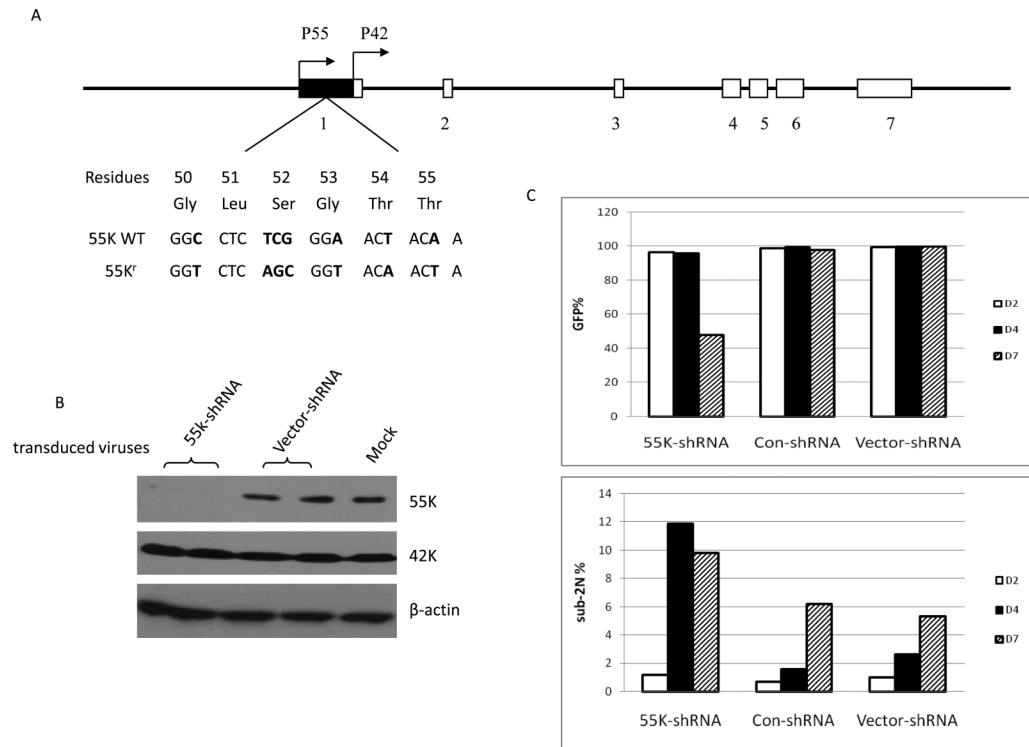 A
P55 P42
1 2 3 4 5 6 7
Residues 50 51 52 53 54 55
Gly Leu Ser Gly Thr Thr
55K WT GGC CTC TCG GGA ACT ACA A
55Kʳ GGT CTC AGC GGT ACA ACT A
B
transduced viruses 55k-shRNA Vector-shRNA Mock
55K
42K
β-actin
C
120
100
80
60
40
20
0
GFP%
55K-shRNA Con-shRNA Vector-shRNA
D2
D4
D7
14
12
10
8
6
4
2
0
sub-2N %
55K-shRNA Con-shRNA Vector-shRNA
D2
D4
D7